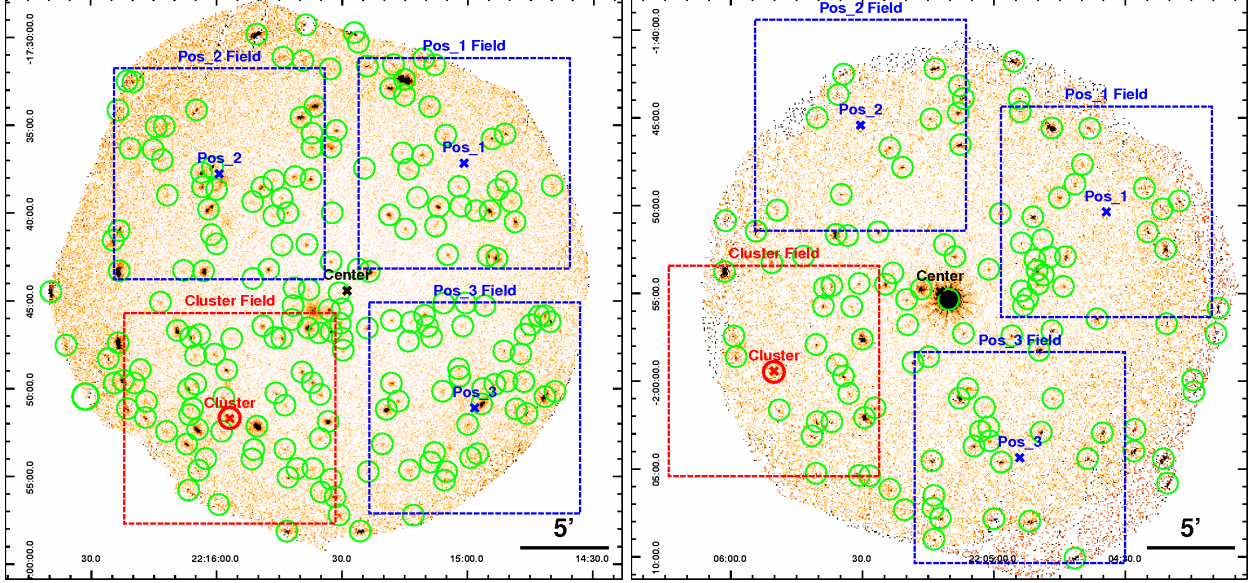 -17:30:00.0
35:00.0
40:00.0
45:00.0
50:00.0
55:00.0
-18:00:00.0
30.0
22:16:00.0
30.0
15:00.0
14:30.0
Pos_2 Field
Pos_1 Field
Pos_2
Pos_1
Center
Cluster Field
Pos_3 Field
Cluster
Pos_3
5'
-1:40:00.0
45:00.0
50:00.0
55:00.0
-2:00:00.0
05:00.0
10:00.0
06:00.0
30.0
22:05:00.0
04:30.0
Pos_2 Field
Pos_1 Field
Pos_2
Pos_1
Cluster Field
Center
Pos_3 Field
Cluster
Pos_3
5'